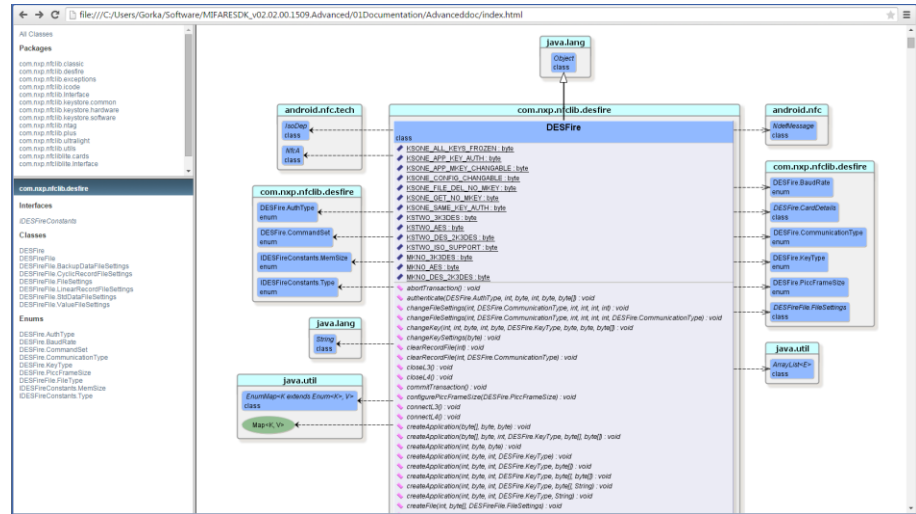 file:///C:/Users/Gorka/Software/MIFARESDK_v02.02.00.1509.Advanced/01Documentation/Advanceddoc/index.html
All Classes
Packages
com.nxp.nfclib.classic
com.nxp.nfclib.desfire
com.nxp.nfclib.exceptions
com.nxp.nfclib.icode
com.nxp.nfclib.Interface
com.nxp.nfclib.keystore.common
com.nxp.nfclib.keystore.hardware
com.nxp.nfclib.keystore.software
com.nxp.nfclib.ntag
com.nxp.nfclib.plus
com.nxp.nfclib.ultralight
com.nxp.nfclib.utils
com.nxp.nfcliblite.cards
com.nxp.nfcliblite.Interface
com.nxp.nfclib.desfire
Interfaces
IDESFireConstants
Classes
DESFire
DESFireFile
DESFireFile.BackupDataFileSettings
DESFireFile.CyclicRecordFileSettings
DESFireFile.FileSettings
DESFireFile.LinearRecordFileSettings
DESFireFile.StdDataFileSettings
DESFireFile.ValueFileSettings
Enums
DESFire.AuthType
DESFire.BaudRate
DESFire.CommandSet
DESFire.CommunicationType
DESFire.KeyType
DESFire.PiccFrameSize
DESFireFile.FileType
IDESFireConstants.MemSize
IDESFireConstants.Type
java.lang
Object
class
android.nfc.tech
IsoDep
class
NfcA
class
com.nxp.nfclib.desfire
DESFire.AuthType
enum
DESFire.CommandSet
enum
IDESFireConstants.MemSize
enum
IDESFireConstants.Type
enum
java.lang
String
class
java.util
EnumMap<K extends Enum<K>, V>
class
Map<K, V>
com.nxp.nfclib.desfire
DESFire
class
KSONE_ALL_KEYS_FROZEN : byte
KSONE_APP_KEY_AUTH : byte
KSONE_APP_MKEY_CHANGABLE : byte
KSONE_CONFIG_CHANGABLE : byte
KSONE_FILE_DEL_NO_MKEY : byte
KSONE_GET_NO_MKEY : byte
KSONE_SAME_KEY_AUTH : byte
KSTWO_3K3DES : byte
KSTWO_AES : byte
KSTWO_DES_2K3DES : byte
KSTWO_ISO_SUPPORT : byte
MKNO_3K3DES : byte
MKNO_AES : byte
MKNO_DES_2K3DES : byte
abortTransaction() : void
authenticate(DESFire.AuthType, int, byte, int, byte, byte[]) : void
changeFileSettings(int, DESFire.CommunicationType, int, int, int, int) : void
changeFileSettings(int, DESFire.CommunicationType, int, int, int, int, DESFire.CommunicationType) : void
changeKey(int, int, byte, int, byte, DESFire.KeyType, byte, byte, byte[]) : void
changeKeySettings(byte) : void
clearRecordFile(int) : void
clearRecordFile(int, DESFire.CommunicationType) : void
closeL3() : void
closeL4() : void
commitTransaction() : void
configurePiccFrameSize(DESFire.PiccFrameSize) : void
connectL3() : void
connectL4() : void
createApplication(byte[], byte, byte) : void
createApplication(byte[], byte, int, DESFire.KeyType, byte[], byte[]) : void
createApplication(int, byte, byte) : void
createApplication(int, byte, int, DESFire.KeyType) : void
createApplication(int, byte, int, DESFire.KeyType, byte[]) : void
createApplication(int, byte, int, DESFire.KeyType, byte[], byte[]) : void
createApplication(int, byte, int, DESFire.KeyType, byte[], String) : void
createApplication(int, byte, int, DESFire.KeyType, String) : void
createFile(int, byte[], DESFireFile.FileSettings) : void
android.nfc
NdefMessage
class
com.nxp.nfclib.desfire
DESFire.BaudRate
enum
DESFire.CardDetails
class
DESFire.CommunicationType
enum
DESFire.KeyType
enum
DESFire.PiccFrameSize
enum
DESFireFile.FileSettings
class
java.util
ArrayList<E>
class